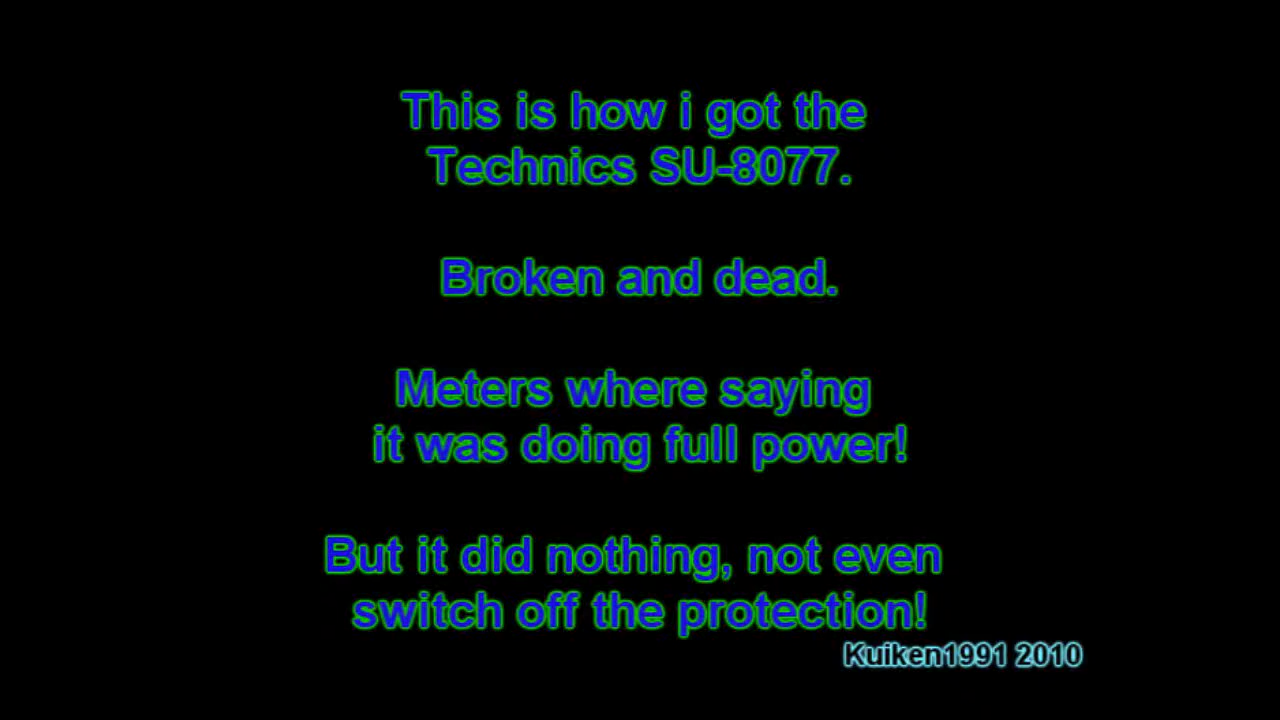 This is how i got the
Technics SU-8077.
Broken and dead.
Meters where saying
it was doing full power!
But it did nothing, not even
switch off the protection!
Kuiken1991 2010